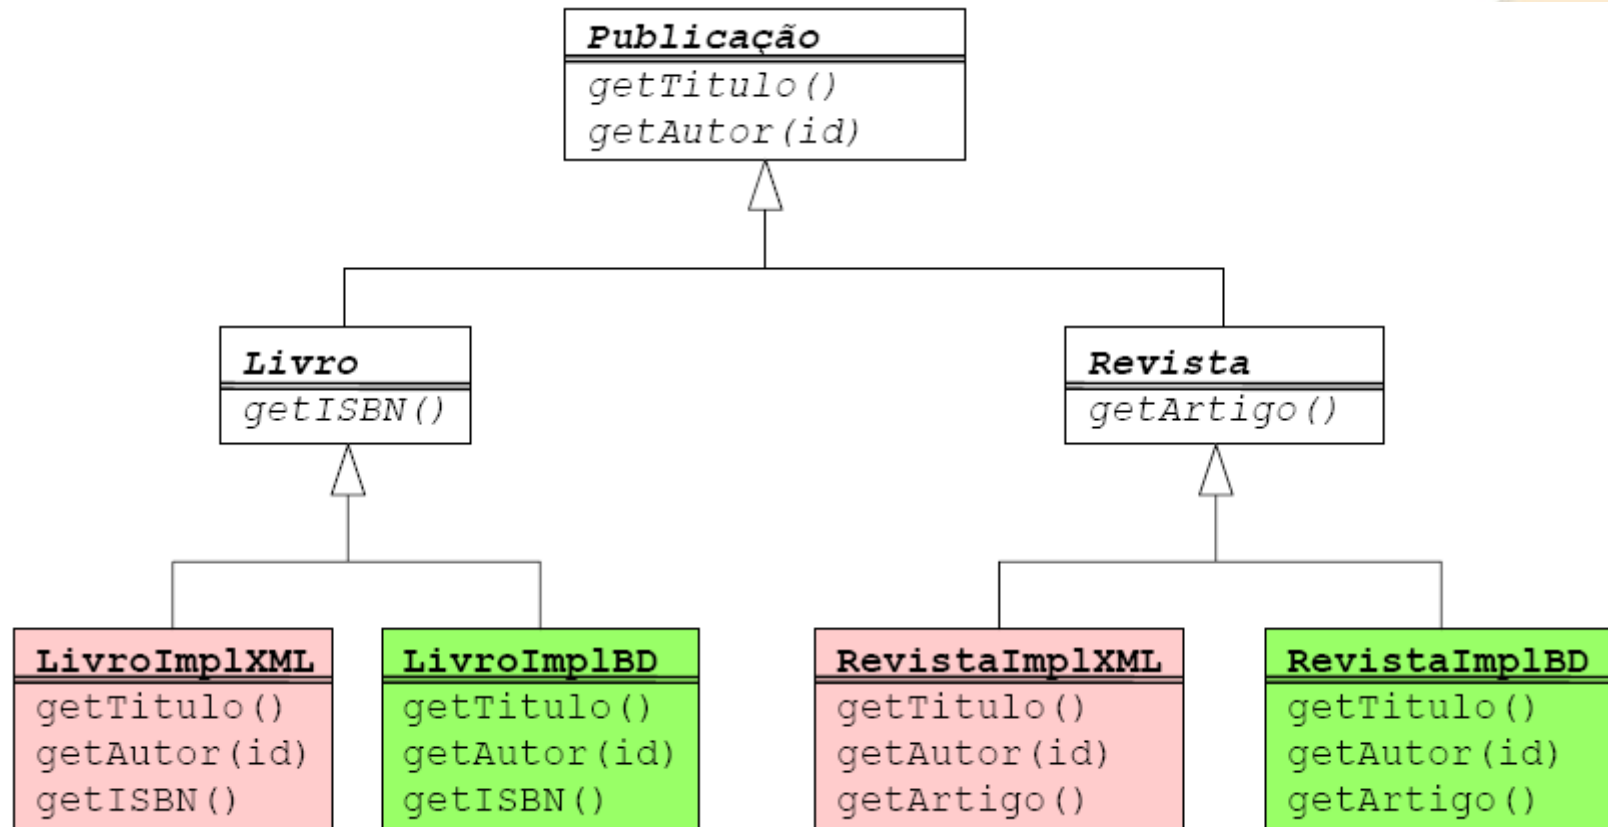 Publicação
getTitulo()
getAutor(id)
Livro
getISBN()
Revista
getArtigo()
LivroImplXML
getTitulo()
getAutor(id)
getISBN()
LivroImplBD
getTitulo()
getAutor(id)
getISBN()
RevistaImplXML
getTitulo()
getAutor(id)
getArtigo()
RevistaImplBD
getTitulo()
getAutor(id)
getArtigo()